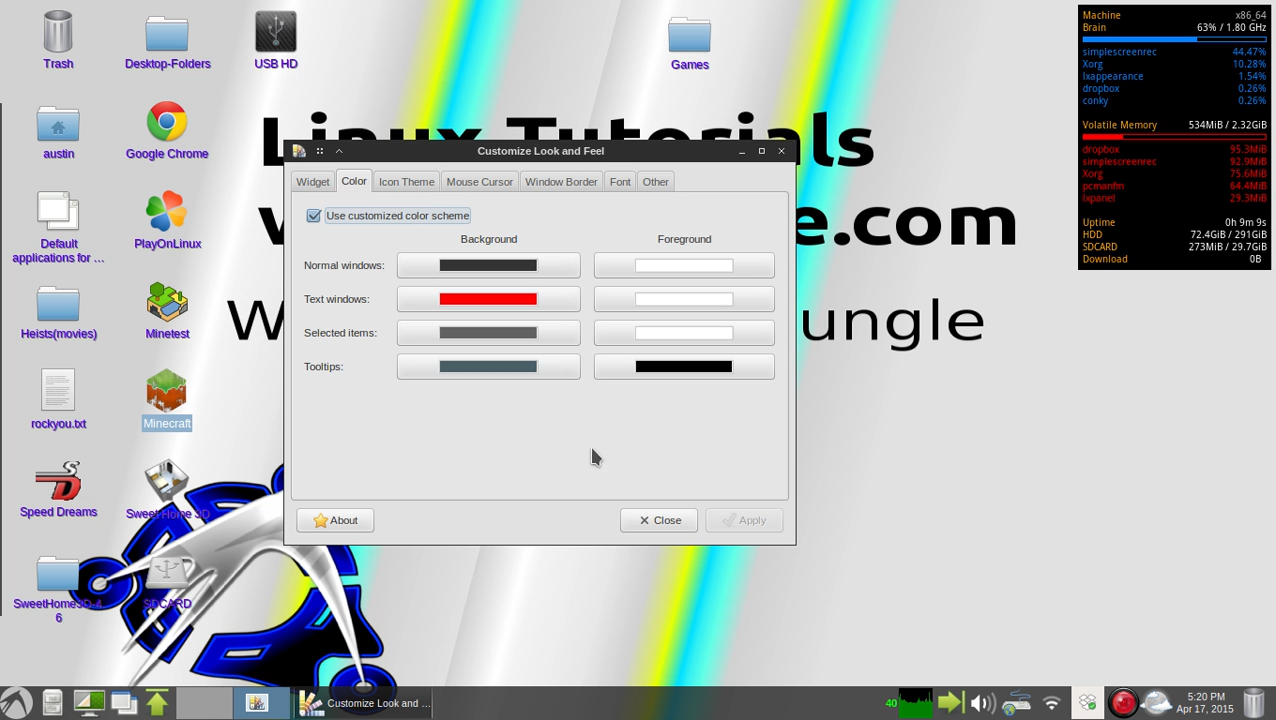 Trash
Desktop-Folders
USB HD
Games
austin
Google Chrome
Default
applications for ...
PlayOnLinux
Heists(movies)
Minetest
rockyou.txt
Minecraft
Speed Dreams
Sweet Home 3D
SweetHome3D-4.
6
SDCARD
Linux Tutorials
e.com
W
ungle
Customize Look and Feel
Widget
Color
Icon Theme
Mouse Cursor
Window Border
Font
Other
Use customized color scheme
Background
Foreground
Normal windows:
Text windows:
Selected items:
Tooltips:
About
Close
Apply
Machine x86_64
Brain 63% / 1.80 GHz
simplescreenrec 44.47%
Xorg 10.28%
lxappearance 1.54%
dropbox 0.26%
conky 0.26%
Volatile Memory 534MiB / 2.32GiB
dropbox 95.3MiB
simplescreenrec 92.9MiB
Xorg 75.6MiB
pcmanfm 64.4MiB
lxpanel 29.3MiB
Uptime 0h 9m 9s
HDD 72.4GiB / 291GiB
SDCARD 273MiB / 29.7GiB
Download 0B
Customize Look and ...
40
5:20 PM
Apr 17, 2015